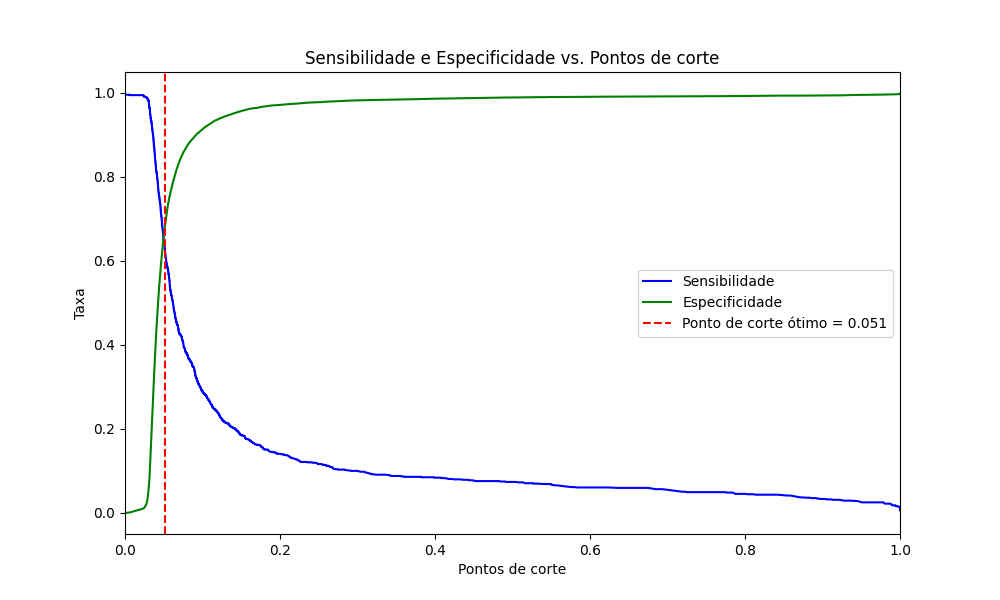 Sensibilidade e Especificidade vs. Pontos de corte
Taxa
1.0
0.8
0.6
0.4
0.2
0.0
Sensibilidade
Especificidade
Ponto de corte ótimo = 0.051
0.0 0.2 0.4 0.6 0.8 1.0
Pontos de corte